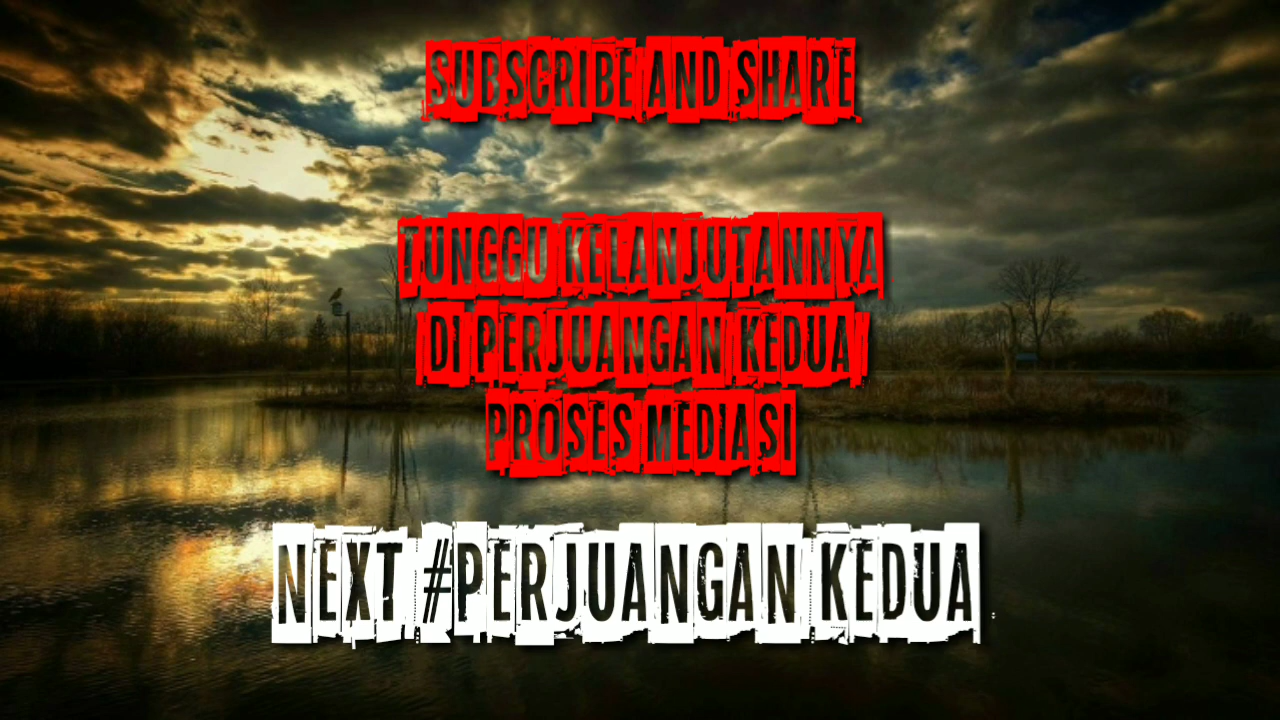 SUBSCRIBE AND SHARE
TUNGGU KELANJUTANNYA
DI PERJUANGAN KEDUA
PROSES MEDIASI
NEXT #PERJUANGAN KEDUA